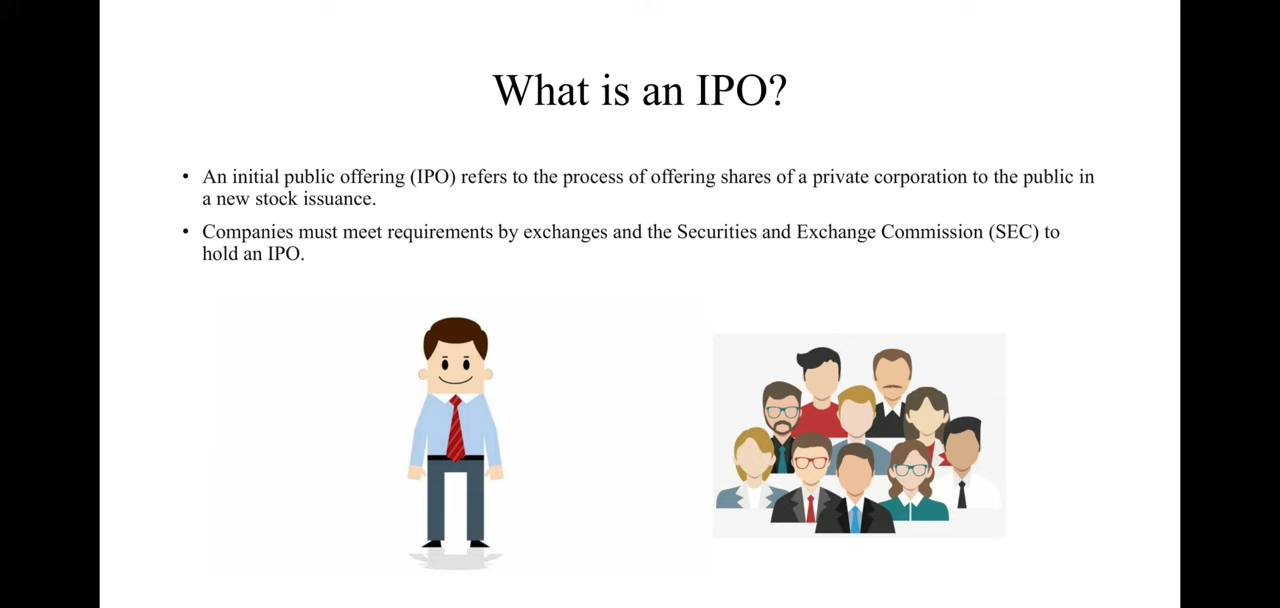 What is an IPO?
• An initial public offering (IPO) refers to the process of offering shares of a private corporation to the public in
a new stock issuance.
• Companies must meet requirements by exchanges and the Securities and Exchange Commission (SEC) to
hold an IPO.